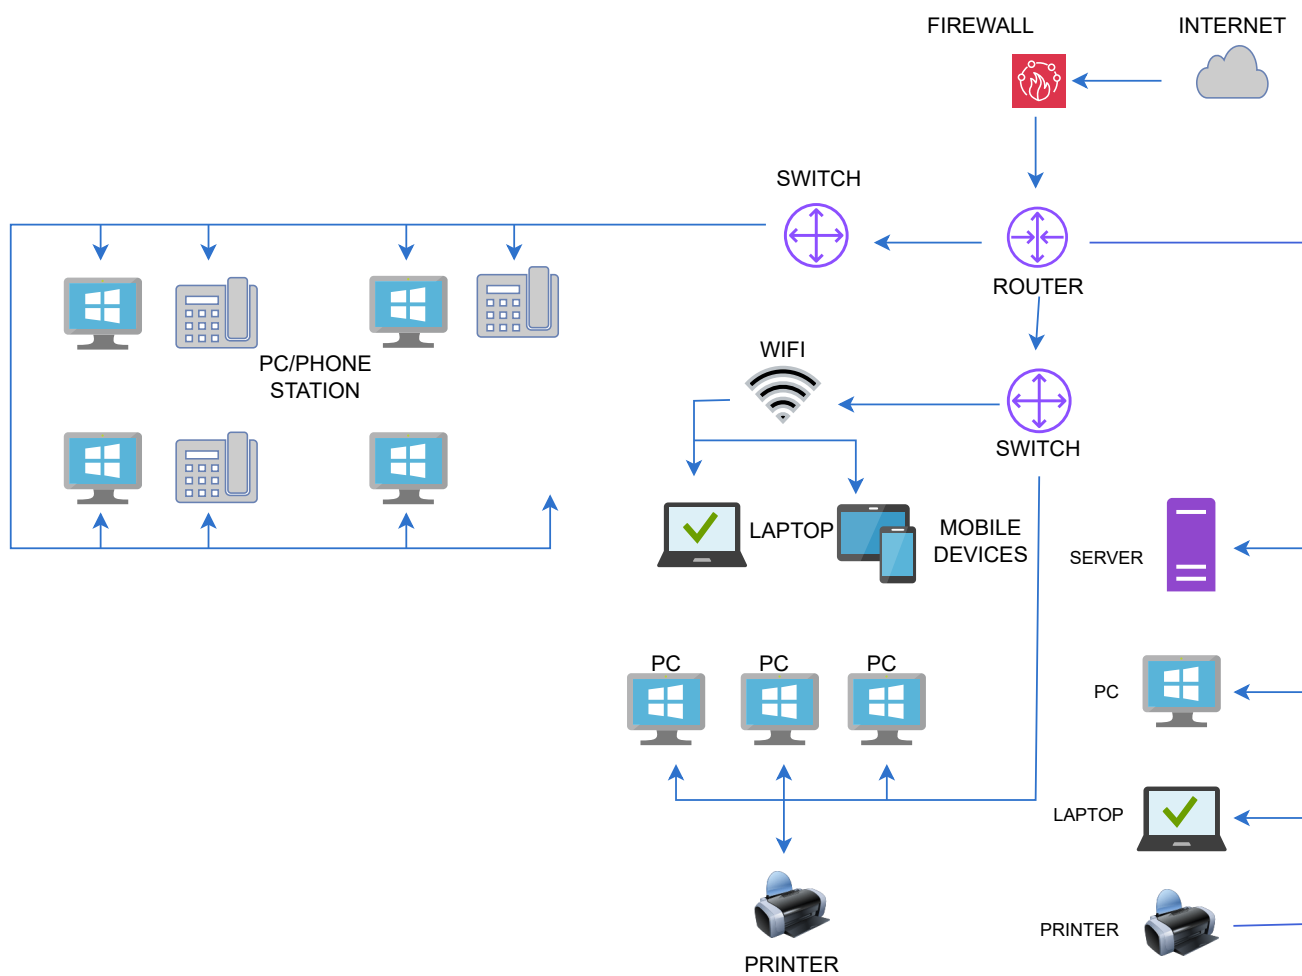 FIREWALL
INTERNET
SWITCH
ROUTER
WIFI
PC/PHONE
STATION
SWITCH
LAPTOP
MOBILE
DEVICES
SERVER
PC
PC
PC
PC
LAPTOP
PRINTER
PRINTER